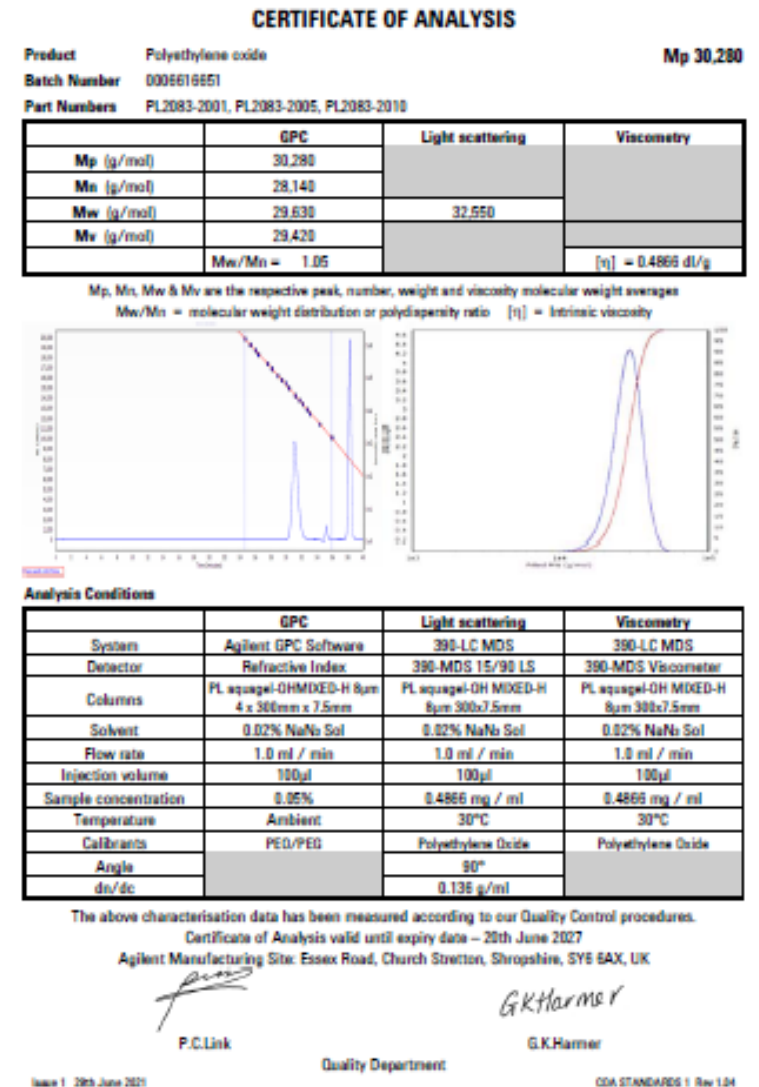 CERTIFICATE OF ANALYSIS
Product Polyethylene oxide Mp 30,280
Batch Number 0006616651
Part Numbers PL2083-2001, PL2083-2005, PL2083-2010
GPC Light scattering Viscometry
Mp (g/mol) 30,280
Mn (g/mol) 28,140
Mw (g/mol) 29,630 32,550
Mv (g/mol) 29,420
Mw/Mn = 1.05 [η] = 0.4866 dl/g
Mp, Mn, Mw & Mv are the respective peak, number, weight and viscosity molecular weight averages
Mw/Mn = molecular weight distribution or polydispersity ratio [η] = Intrinsic viscosity
Analysis Conditions
GPC Light scattering Viscometry
System Agilent GPC Software 390-LC MDS 390-LC MDS
Detector Refractive Index 390-MDS 15/90 LS 390-MDS Viscometer
Columns PL aquagel-OHMIXED-H 8µm PL aquagel-OH MIXED-H PL aquagel-OH MIXED-H
4 x 300mm x 7.5mm 8µm 300x7.5mm 8µm 300x7.5mm
Solvent 0.02% NaN₃ Sol 0.02% NaN₃ Sol 0.02% NaN₃ Sol
Flow rate 1.0 ml / min 1.0 ml / min 1.0 ml / min
Injection volume 100µl 100µl 100µl
Sample concentration 0.05% 0.4866 mg / ml 0.4866 mg / ml
Temperature Ambient 30°C 30°C
Calibrants PEO/PEG Polyethylene Oxide Polyethylene Oxide
Angle 90°
dn/dc 0.136 g/ml
The above characterisation data has been measured according to our Quality Control procedures.
Certificate of Analysis valid until expiry date – 20th June 2027
Agilent Manufacturing Site: Essex Road, Church Stretton, Shropshire, SY6 6AX, UK
GKHarmer
P.C.Link G.K.Harmer
Quality Department
Issue 1 29th June 2021 COA STANDARDS 1 Rev 1.04